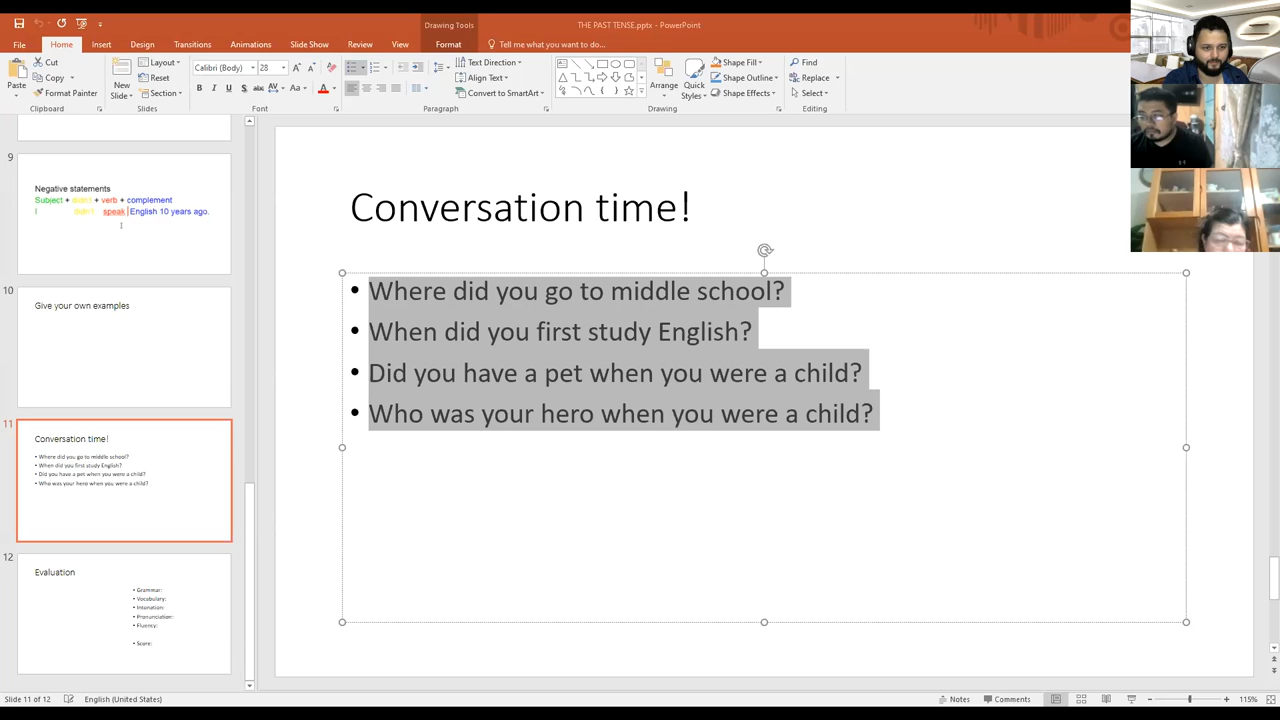 Drawing Tools
THE PAST TENSE.pptx - PowerPoint
File Home Insert Design Transitions Animations Slide Show Review View Format Tell me what you want to do...
Paste
Cut
Copy
Format Painter
Clipboard
New Slide
Layout
Reset
Section
Slides
Calibri (Body) 28
B I U S abc AV Aa A
Font
Text Direction
Align Text
Convert to SmartArt
Paragraph
Arrange
Quick Styles
Shape Fill
Shape Outline
Shape Effects
Drawing
Find
Replace
Select
Editing
9
Negative statements
Subject + didn't + verb + complement
I didn't speak English 10 years ago.
10
Give your own examples
11
Conversation time!
• Where did you go to middle school?
• When did you first study English?
• Did you have a pet when you were a child?
• Who was your hero when you were a child?
12
Evaluation
• Grammar:
• Vocabulary:
• Intonation:
• Pronunciation:
• Fluency:
• Score:
Conversation time!
• Where did you go to middle school?
• When did you first study English?
• Did you have a pet when you were a child?
• Who was your hero when you were a child?
Slide 11 of 12 English (United States) Notes Comments 115%